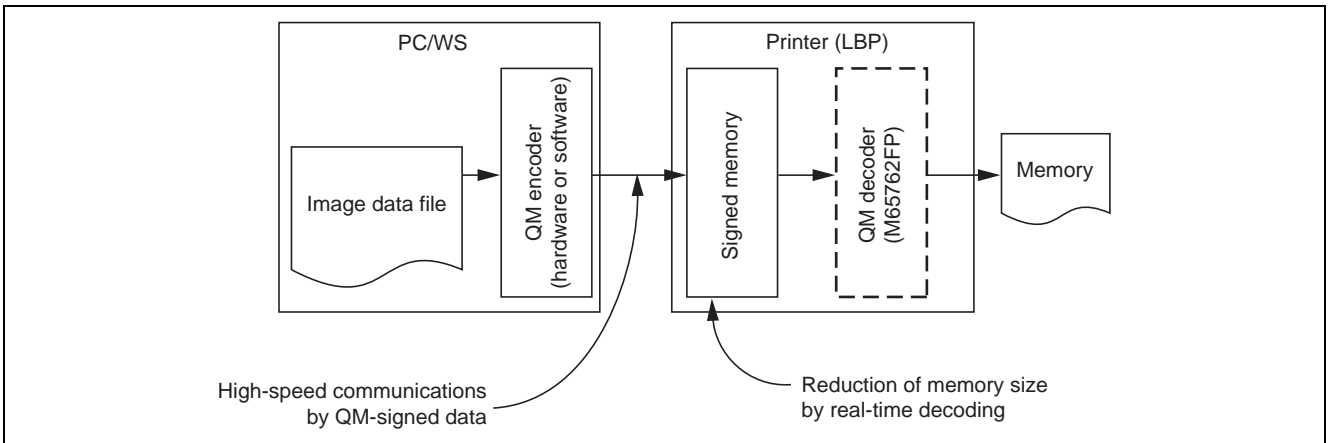 PC/WS
Printer (LBP)
Image data file
QM encoder
(hardware or software)
Signed memory
QM decoder
(M65762FP)
Memory
High-speed communications
by QM-signed data
Reduction of memory size
by real-time decoding